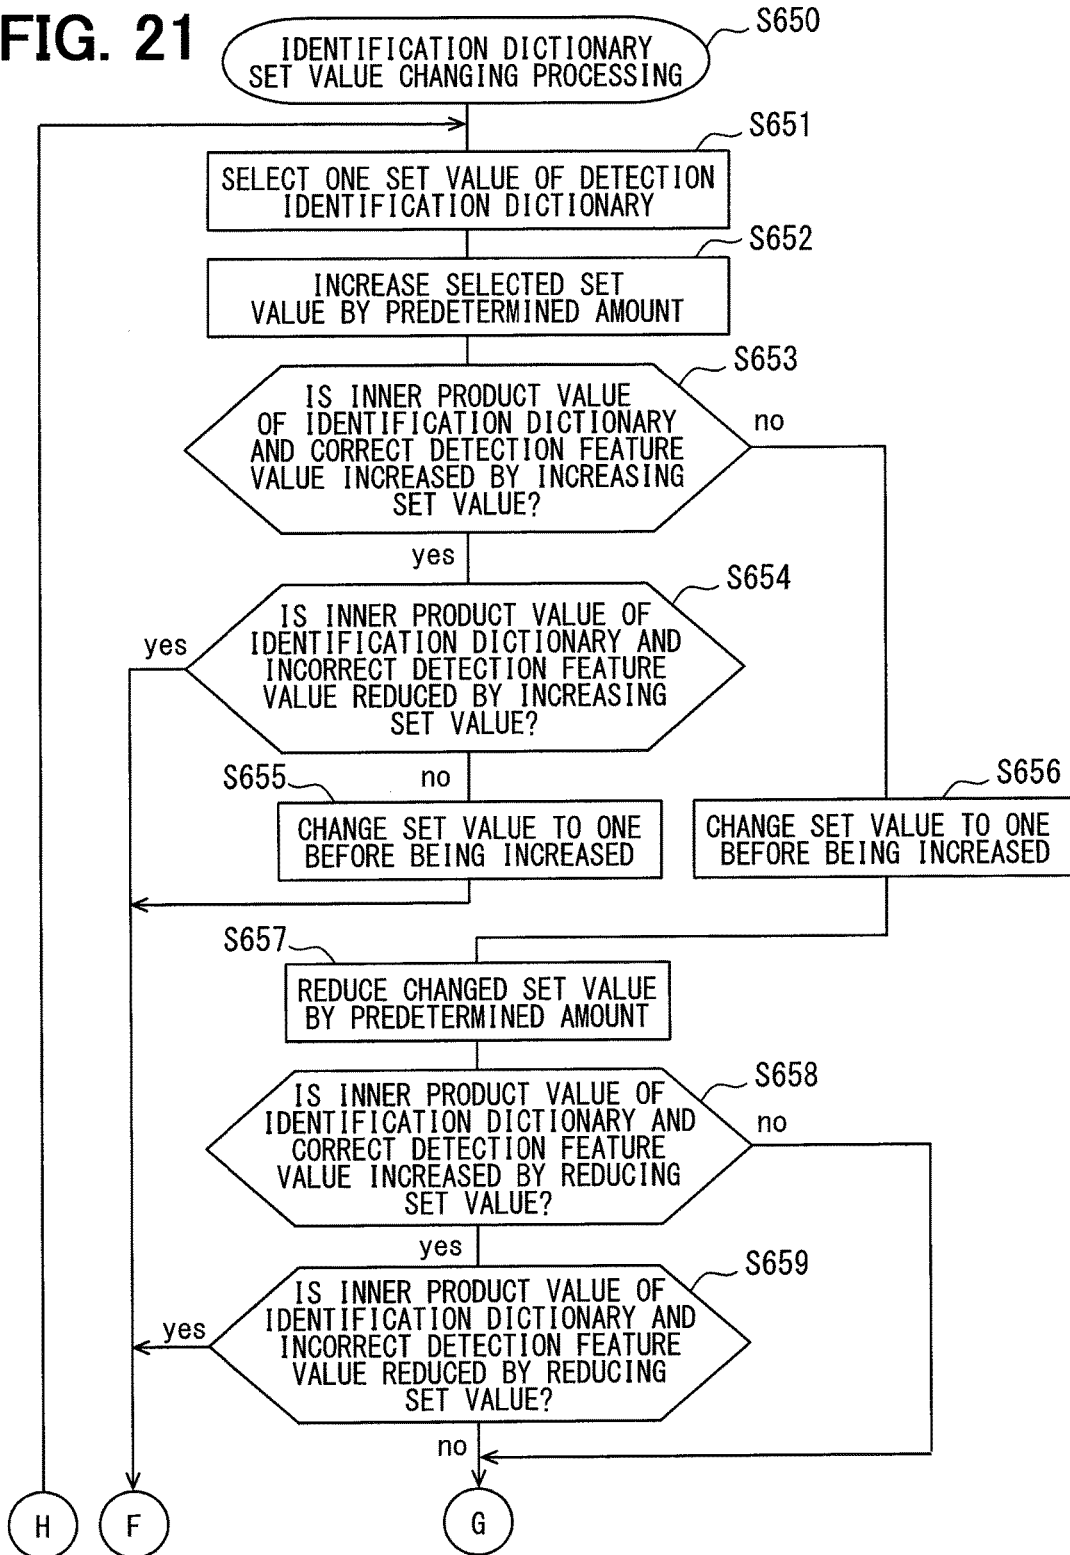 FIG. 21
S650
IDENTIFICATION DICTIONARY
SET VALUE CHANGING PROCESSING
S651
SELECT ONE SET VALUE OF DETECTION
IDENTIFICATION DICTIONARY
S652
INCREASE SELECTED SET
VALUE BY PREDETERMINED AMOUNT
S653
IS INNER PRODUCT VALUE
OF IDENTIFICATION DICTIONARY
AND CORRECT DETECTION FEATURE
VALUE INCREASED BY INCREASING
SET VALUE?
no
yes
S654
IS INNER PRODUCT VALUE OF
IDENTIFICATION DICTIONARY AND
INCORRECT DETECTION FEATURE
VALUE REDUCED BY INCREASING
SET VALUE?
yes
no
S655
CHANGE SET VALUE TO ONE
BEFORE BEING INCREASED
S656
CHANGE SET VALUE TO ONE
BEFORE BEING INCREASED
S657
REDUCE CHANGED SET VALUE
BY PREDETERMINED AMOUNT
S658
IS INNER PRODUCT VALUE OF
IDENTIFICATION DICTIONARY AND
CORRECT DETECTION FEATURE
VALUE INCREASED BY REDUCING
SET VALUE?
no
yes
S659
IS INNER PRODUCT VALUE OF
IDENTIFICATION DICTIONARY AND
INCORRECT DETECTION FEATURE
VALUE REDUCED BY REDUCING
SET VALUE?
yes
no
H
F
G